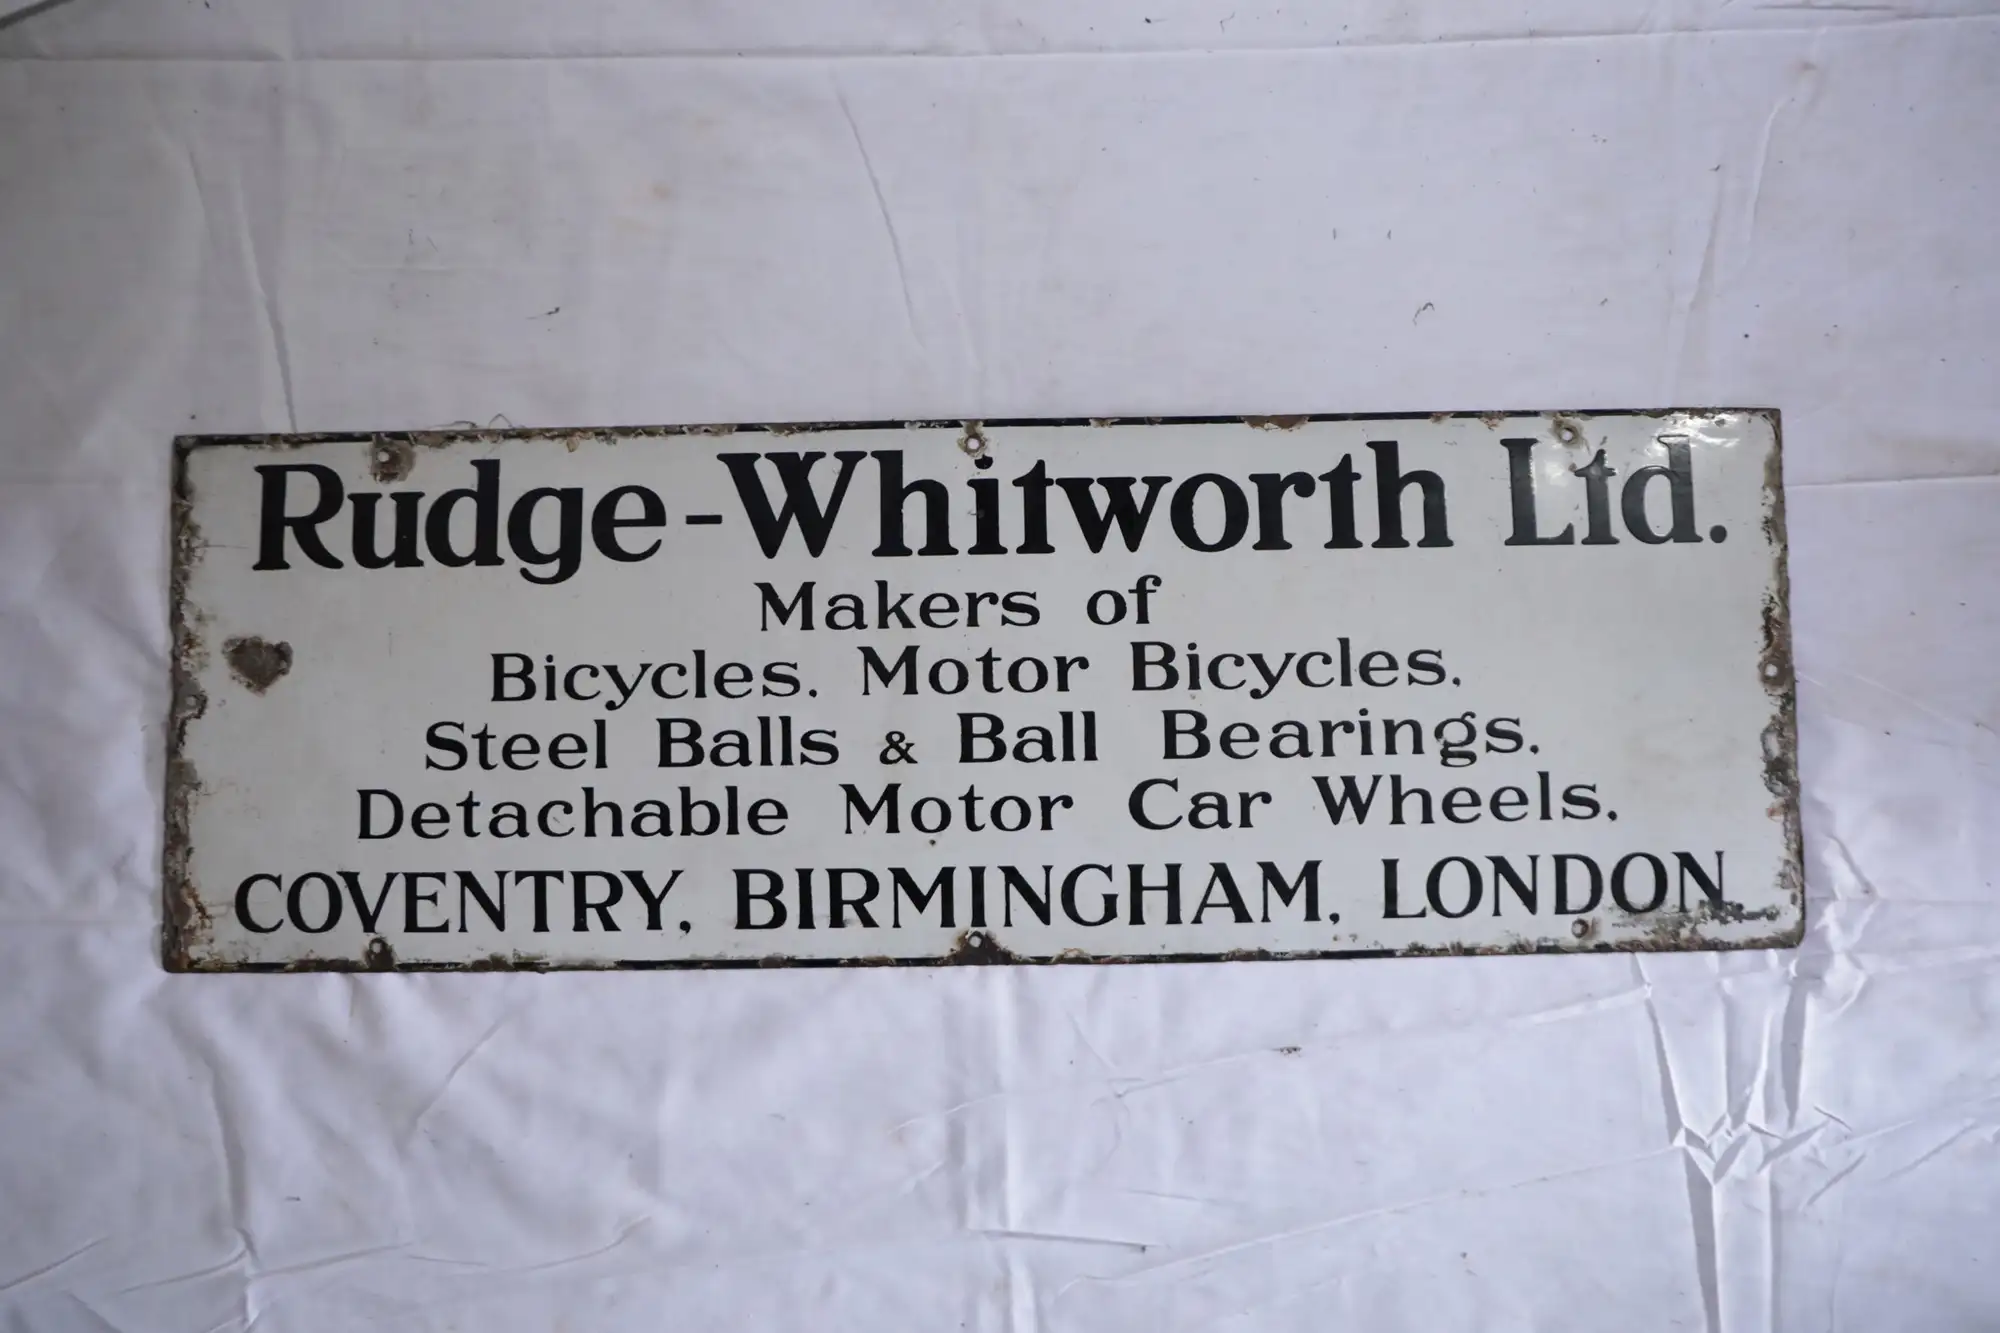 Rudge-Whitworth Ltd.
Makers of
Bicycles. Motor Bicycles.
Steel Balls & Ball Bearings.
Detachable Motor Car Wheels.
COVENTRY, BIRMINGHAM, LONDON